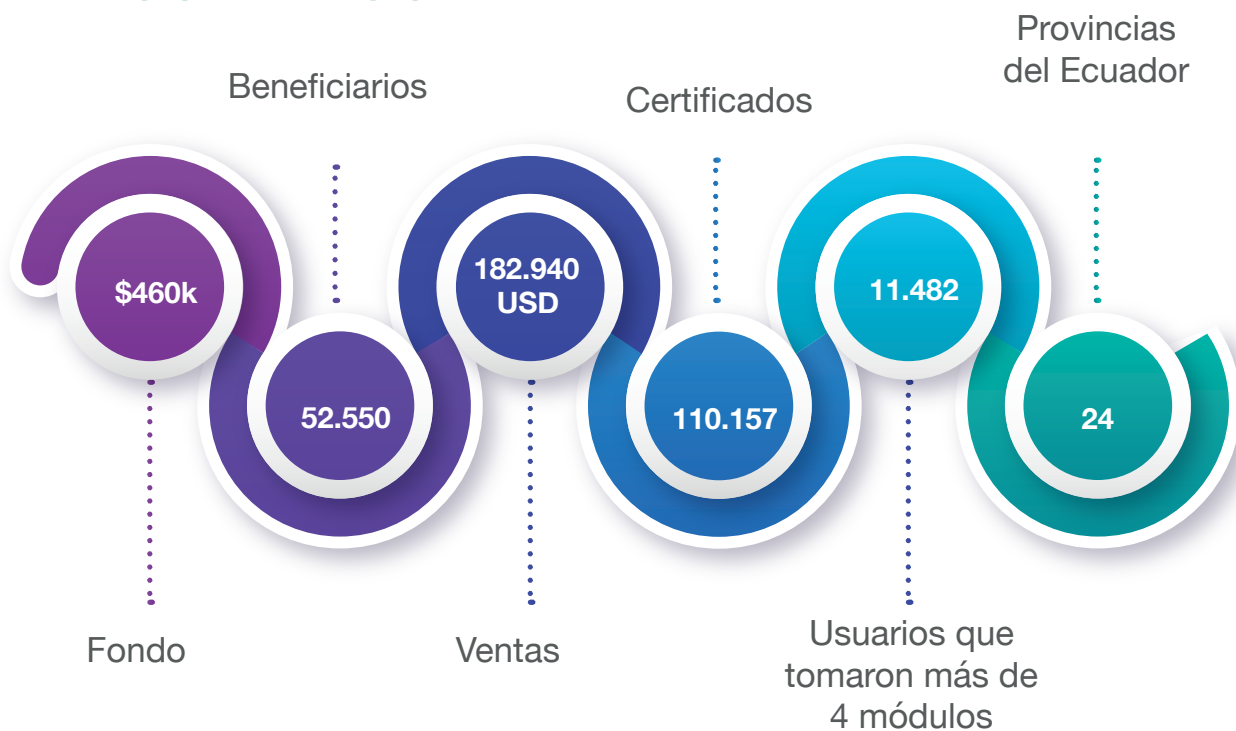 Provincias
del Ecuador
Beneficiarios
Certificados
$460k
182.940
USD
11.482
52.550
110.157
24
Fondo
Ventas
Usuarios que
tomaron más de
4 módulos